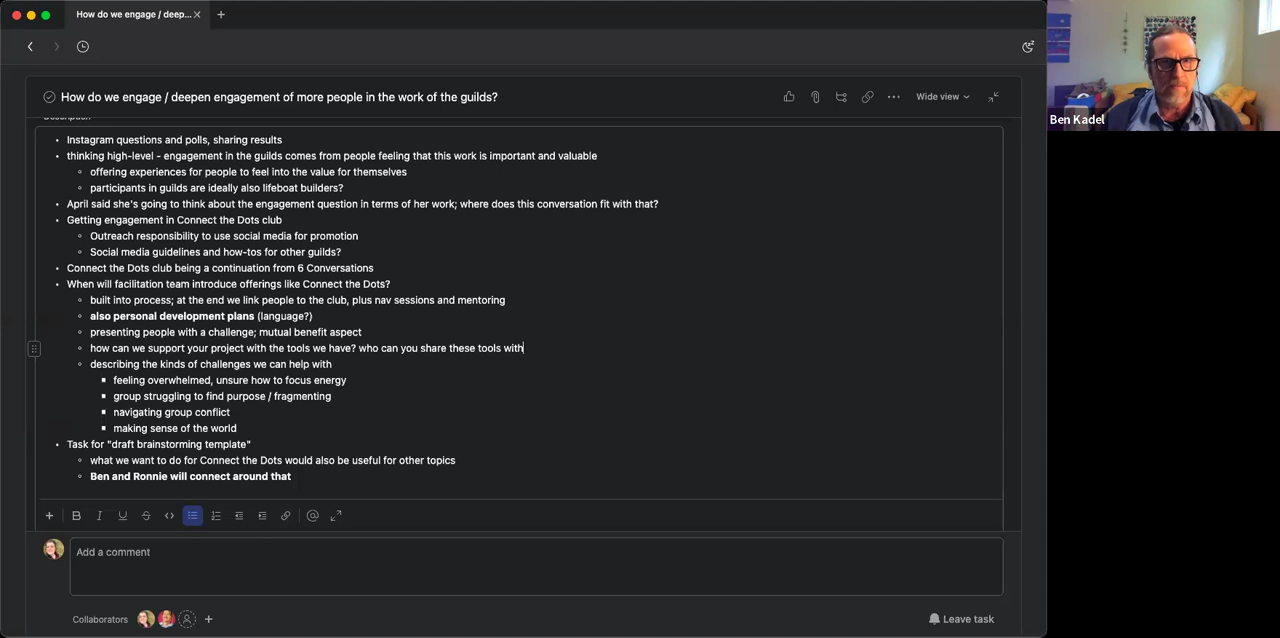 How do we engage / deep...
Ben Kadel
How do we engage / deepen engagement of more people in the work of the guilds?
Wide view
Description
Instagram questions and polls, sharing results
thinking high-level - engagement in the guilds comes from people feeling that this work is important and valuable
offering experiences for people to feel into the value for themselves
participants in guilds are ideally also lifeboat builders?
April said she's going to think about the engagement question in terms of her work; where does this conversation fit with that?
Getting engagement in Connect the Dots club
Outreach responsibility to use social media for promotion
Social media guidelines and how-tos for other guilds?
Connect the Dots club being a continuation from 6 Conversations
When will facilitation team introduce offerings like Connect the Dots?
built into process; at the end we link people to the club, plus nav sessions and mentoring
also personal development plans (language?)
presenting people with a challenge; mutual benefit aspect
how can we support your project with the tools we have? who can you share these tools with
describing the kinds of challenges we can help with
feeling overwhelmed, unsure how to focus energy
group struggling to find purpose / fragmenting
navigating group conflict
making sense of the world
Task for "draft brainstorming template"
what we want to do for Connect the Dots would also be useful for other topics
Ben and Ronnie will connect around that
Add a comment
Collaborators
Leave task